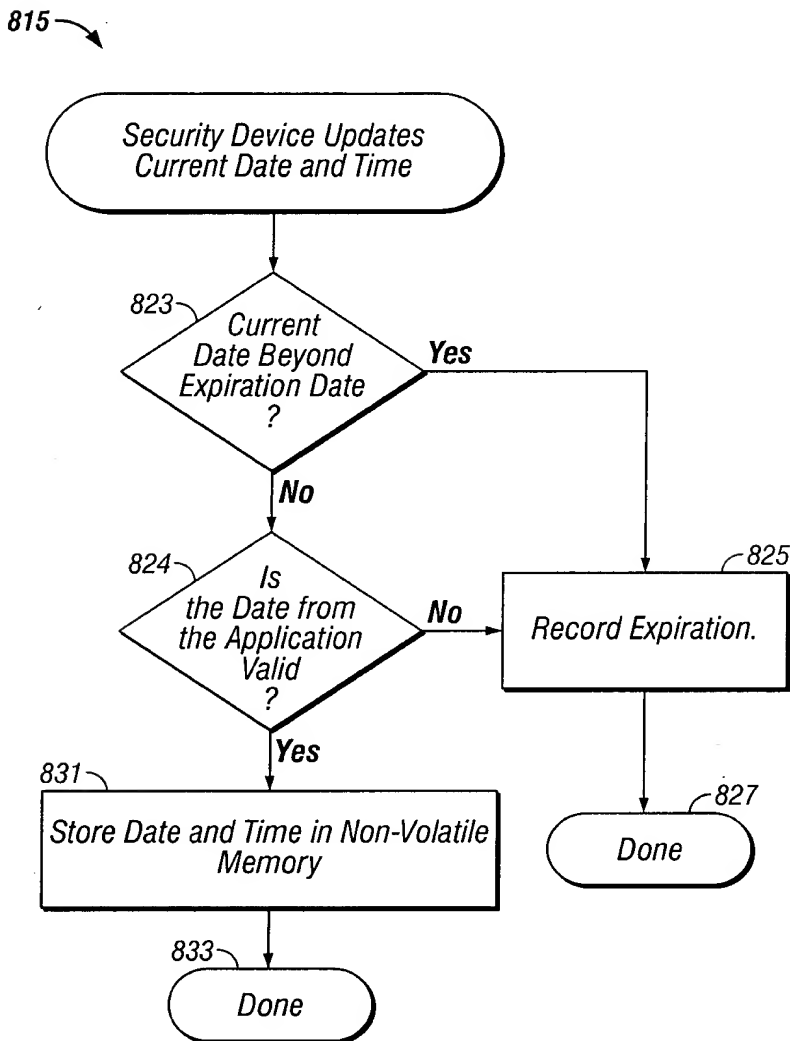 815
Security Device Updates
Current Date and Time
823
Current
Date Beyond
Expiration Date
?
Yes
No
824
Is
the Date from
the Application
Valid
?
No
825
Record Expiration.
Yes
831
Store Date and Time in Non-Volatile
Memory
827
Done
833
Done